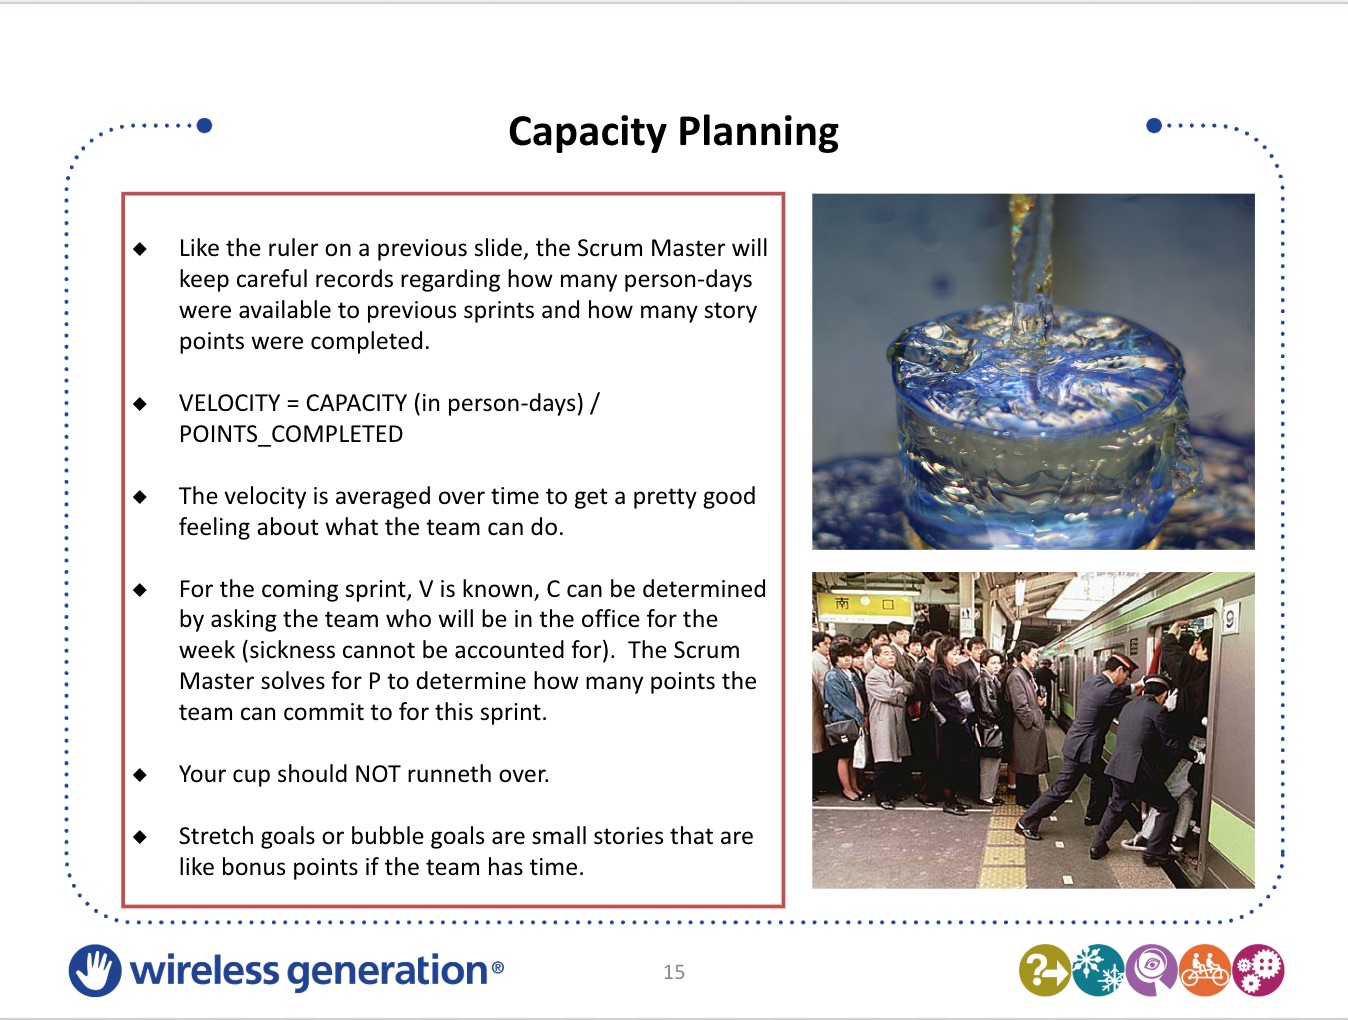 Capacity Planning
Like the ruler on a previous slide, the Scrum Master will
keep careful records regarding how many person-days
were available to previous sprints and how many story
points were completed.
VELOCITY = CAPACITY (in person-days) /
POINTS_COMPLETED
The velocity is averaged over time to get a pretty good
feeling about what the team can do.
For the coming sprint, V is known, C can be determined
by asking the team who will be in the office for the
week (sickness cannot be accounted for).  The Scrum
Master solves for P to determine how many points the
team can commit to for this sprint.
Your cup should NOT runneth over.
Stretch goals or bubble goals are small stories that are
like bonus points if the team has time.
南 口
9
wireless generation®
15